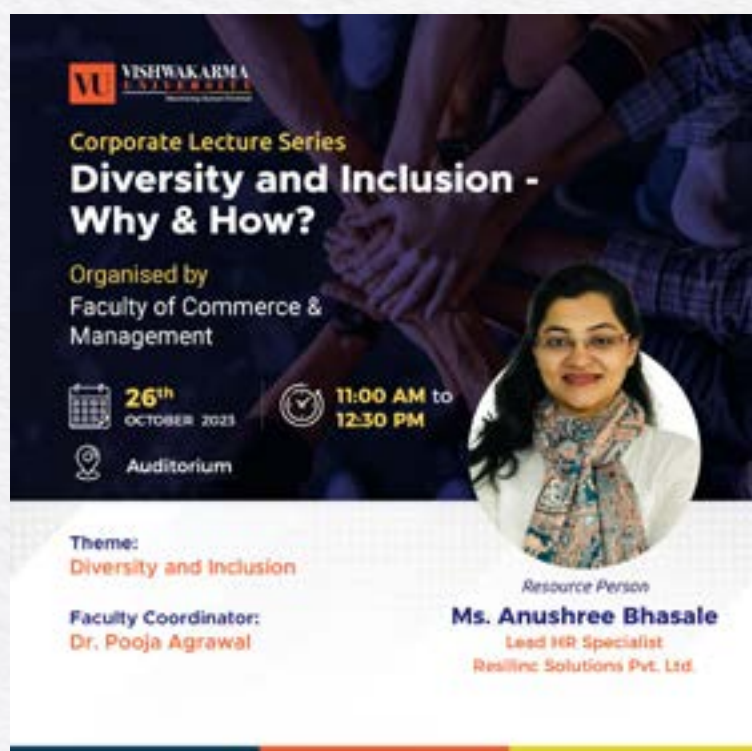 VU
VISHWAKARMA
UNIVERSITY
Corporate Lecture Series
Diversity and Inclusion -
Why & How?
Organised by
Faculty of Commerce &
Management
26th
OCTOBER 2023
11:00 AM to
12:30 PM
Auditorium
Theme:
Diversity and Inclusion
Faculty Coordinator:
Dr. Pooja Agrawal
Resource Person
Ms. Anushree Bhasale
Lead HR Specialist
Resilinc Solutions Pvt. Ltd.